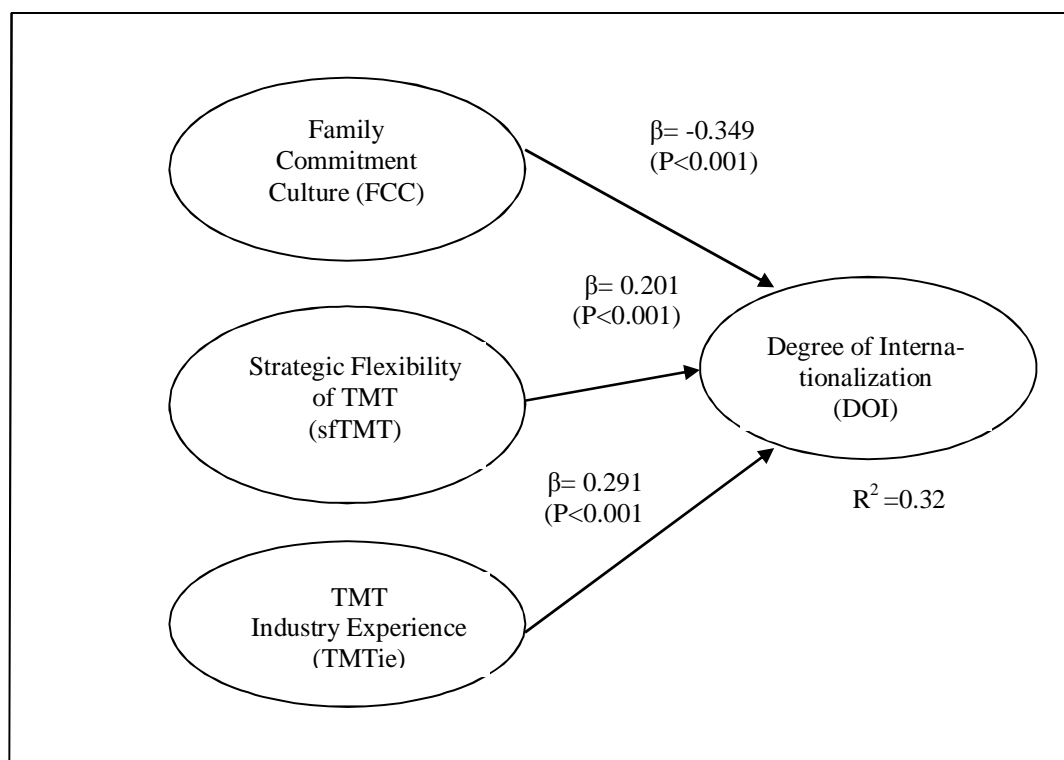 Family
Commitment
Culture (FCC)
β= -0.349
(P<0.001)
β= 0.201
(P<0.001)
Strategic Flexibility
of TMT
(sfTMT)
Degree of Interna-
tionalization
(DOI)
β= 0.291
(P<0.001
R² =0.32
TMT
Industry Experience
(TMTie)